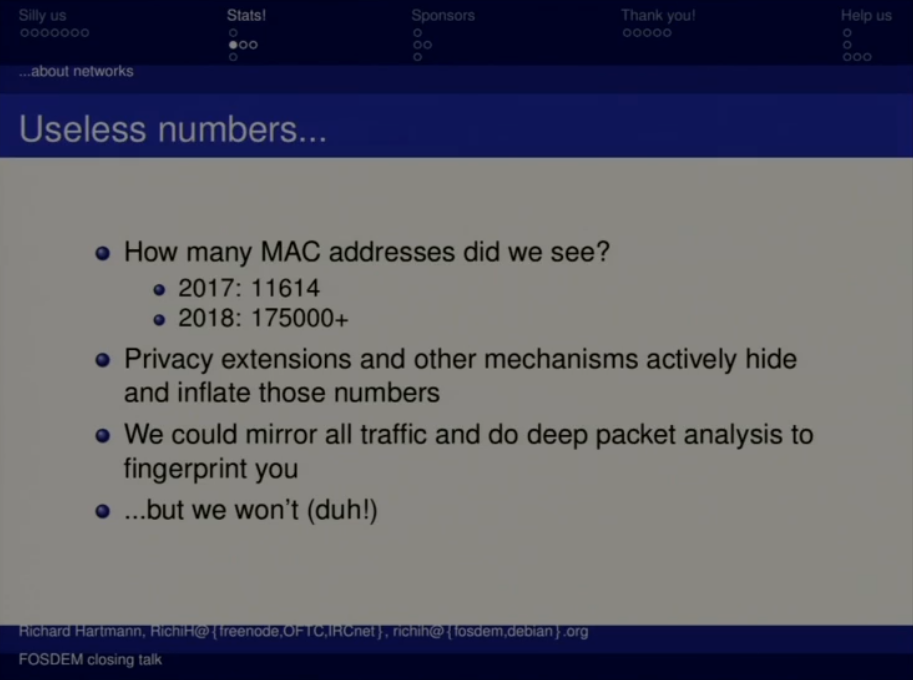 Silly us
Stats!
Sponsors
Thank you!
Help us
...about networks
Useless numbers...
How many MAC addresses did we see?
2017: 11614
2018: 175000+
Privacy extensions and other mechanisms actively hide
and inflate those numbers
We could mirror all traffic and do deep packet analysis to
fingerprint you
...but we won't (duh!)
Richard Hartmann, RichiH@{freenode,OFTC,IRCnet}, richih@{fosdem,debian}.org
FOSDEM closing talk